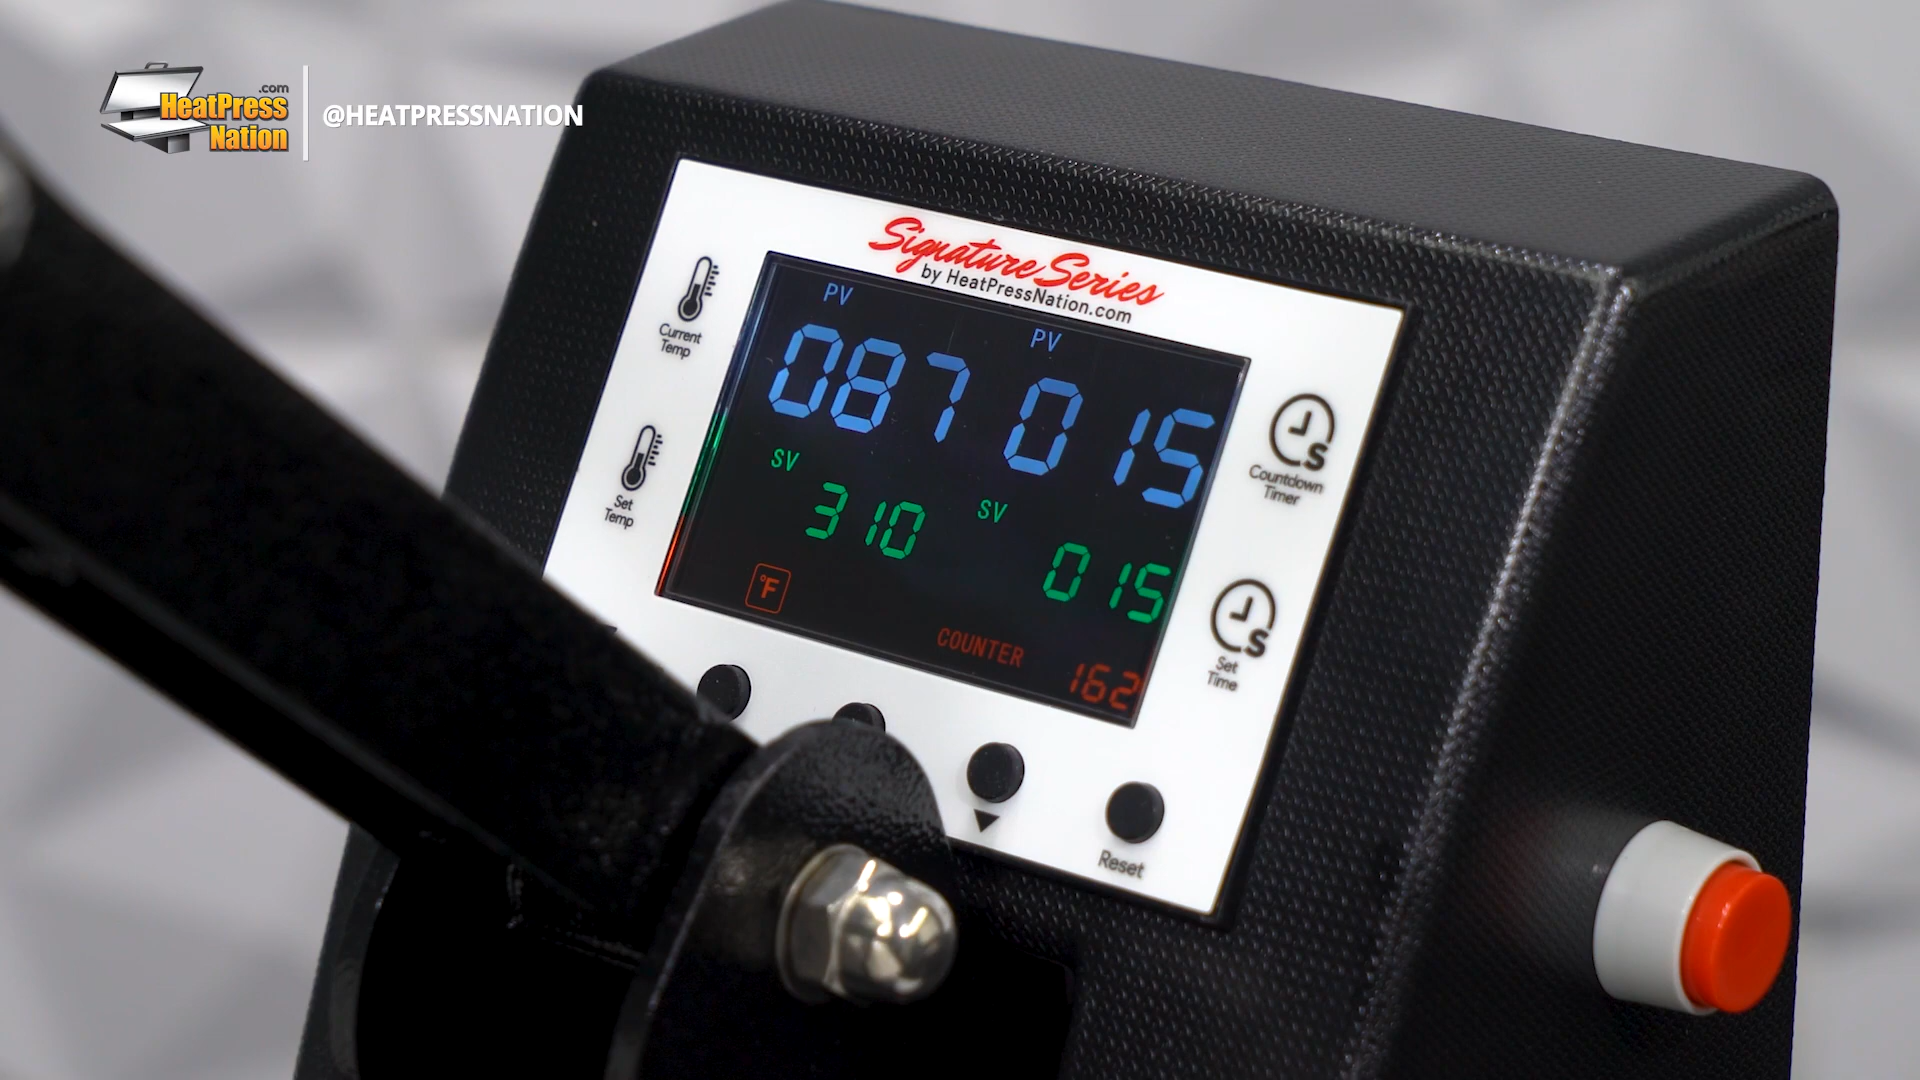 .com
HeatPress
Nation
@HEATPRESSNATION
Signature Series
by HeatPressNation.com
Current
Temp
PV
087
PV
015
Countdown
Timer
S
Set
Temp
SV
310
SV
015
S
Set
Time
°F
COUNTER
162
Reset